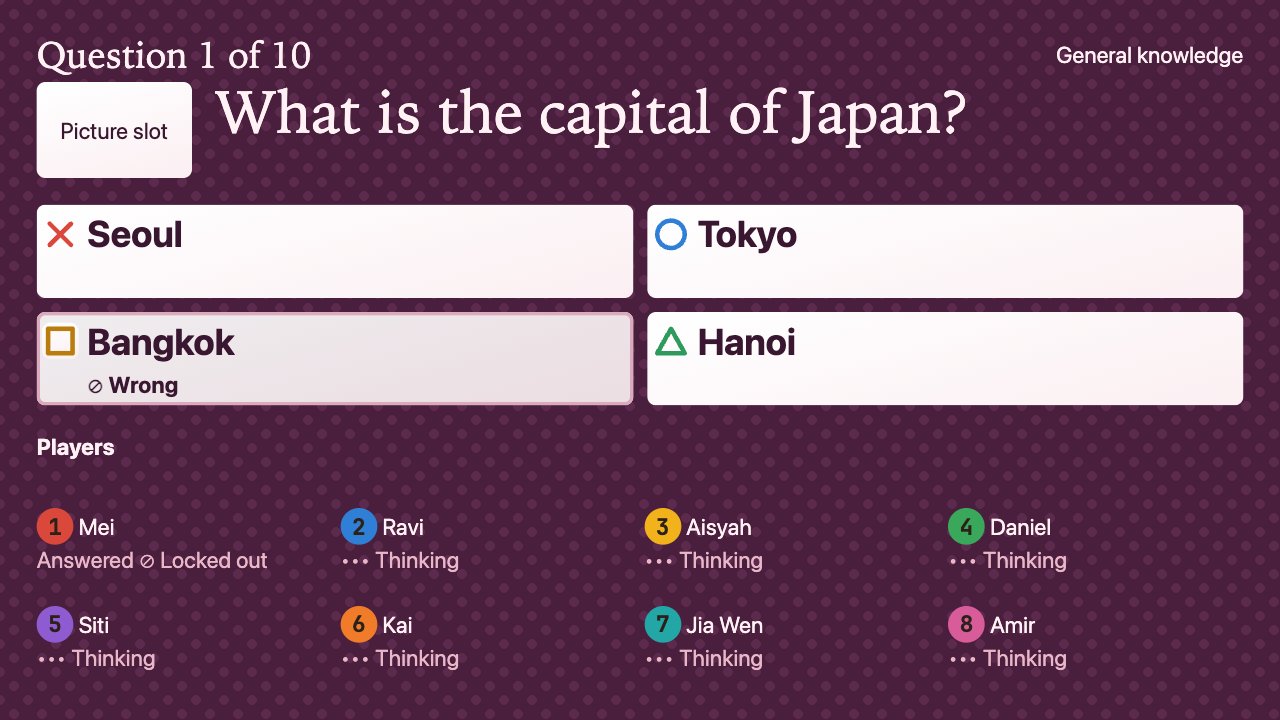 Question 1 of 10
General knowledge
Picture slot
What is the capital of Japan?
Seoul
Tokyo
Bangkok
Wrong
Hanoi
Players
1 Mei
Answered ⊘ Locked out
2 Ravi
••• Thinking
3 Aisyah
••• Thinking
4 Daniel
••• Thinking
5 Siti
••• Thinking
6 Kai
••• Thinking
7 Jia Wen
••• Thinking
8 Amir
••• Thinking